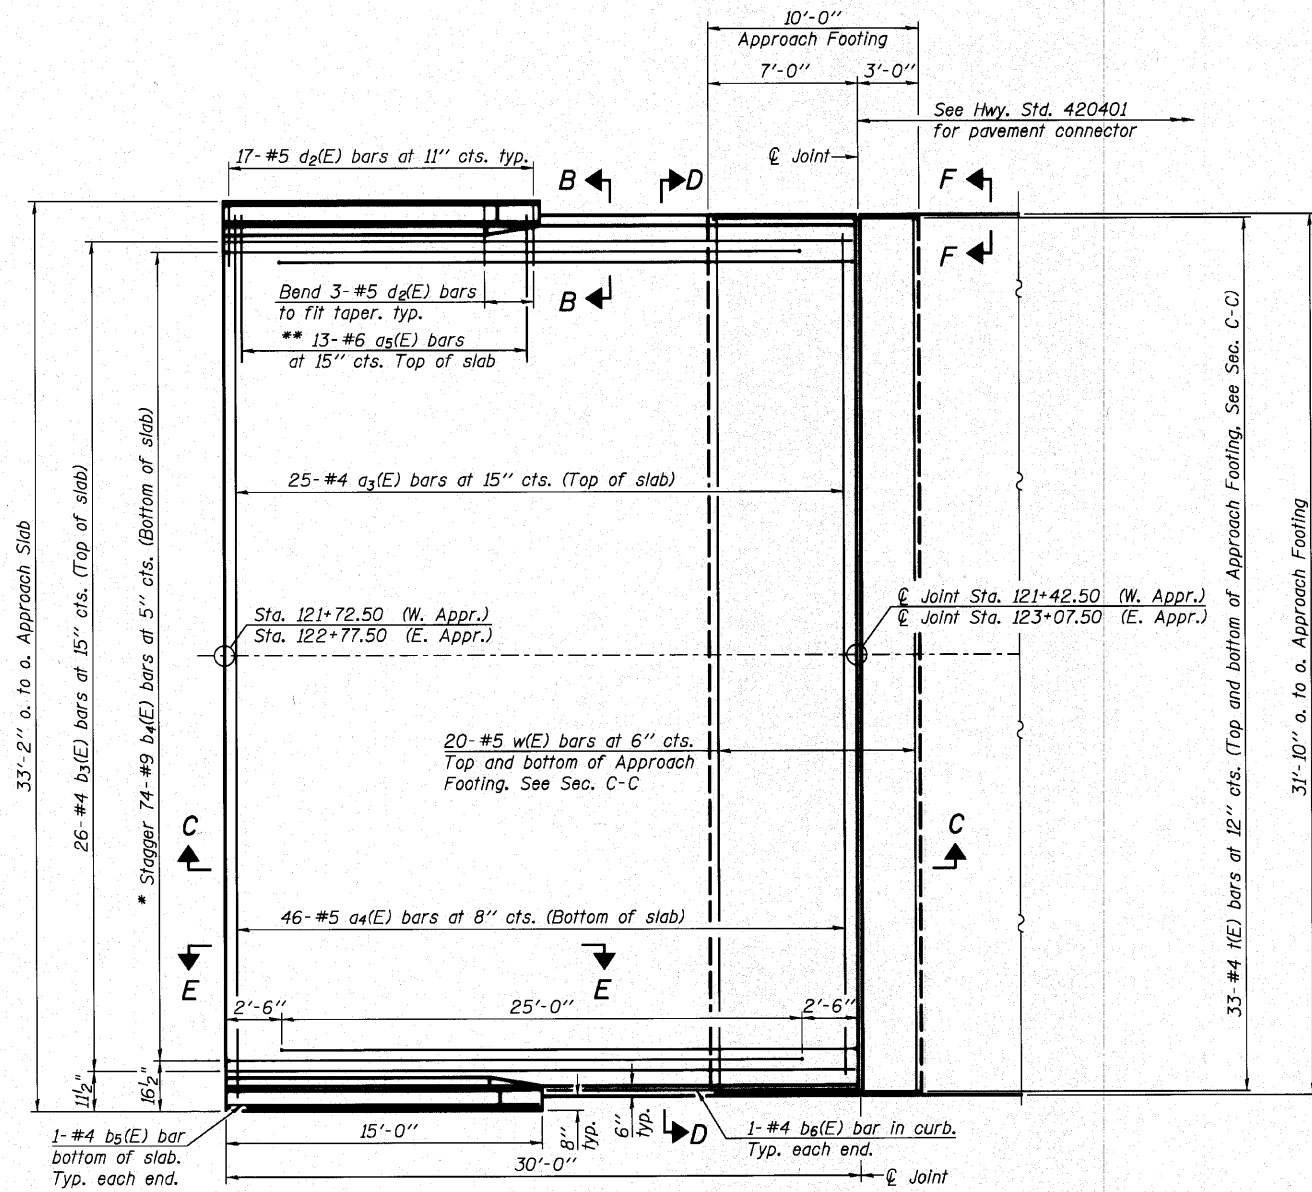 10'-0"
Approach Footing
7'-0"
3'-0"
See Hwy. Std. 420401
for pavement connector
℄ Joint
17-#5 d2(E) bars at 11" cts. typ.
B
D
F
F
B
Bend 3-#5 d2(E) bars
to fit taper. typ.
** 13-#6 a5(E) bars
at 15" cts. Top of slab
33'-2" o. to o. Approach Slab
26-#4 b3(E) bars at 15" cts. (Top of slab)
* Stagger 74-#9 b4(E) bars at 5" cts. (Bottom of slab)
25-#4 a3(E) bars at 15" cts. (Top of slab)
33-#4 t(E) bars at 12" cts. (Top and bottom of Approach Footing, See Sec. C-C)
31'-10" o. to o. Approach Footing
Sta. 121+72.50 (W. Appr.)
Sta. 122+77.50 (E. Appr.)
℄ Joint Sta. 121+42.50 (W. Appr.)
℄ Joint Sta. 123+07.50 (E. Appr.)
20-#5 w(E) bars at 6" cts.
Top and bottom of Approach
Footing. See Sec. C-C
C
C
46-#5 a4(E) bars at 8" cts. (Bottom of slab)
E
E
2'-6"
25'-0"
2'-6"
11½"
16½"
1-#4 b5(E) bar
bottom of slab.
Typ. each end.
15'-0"
8"
typ.
6"
typ.
D
1-#4 b6(E) bar in curb.
Typ. each end.
30'-0"
℄ Joint